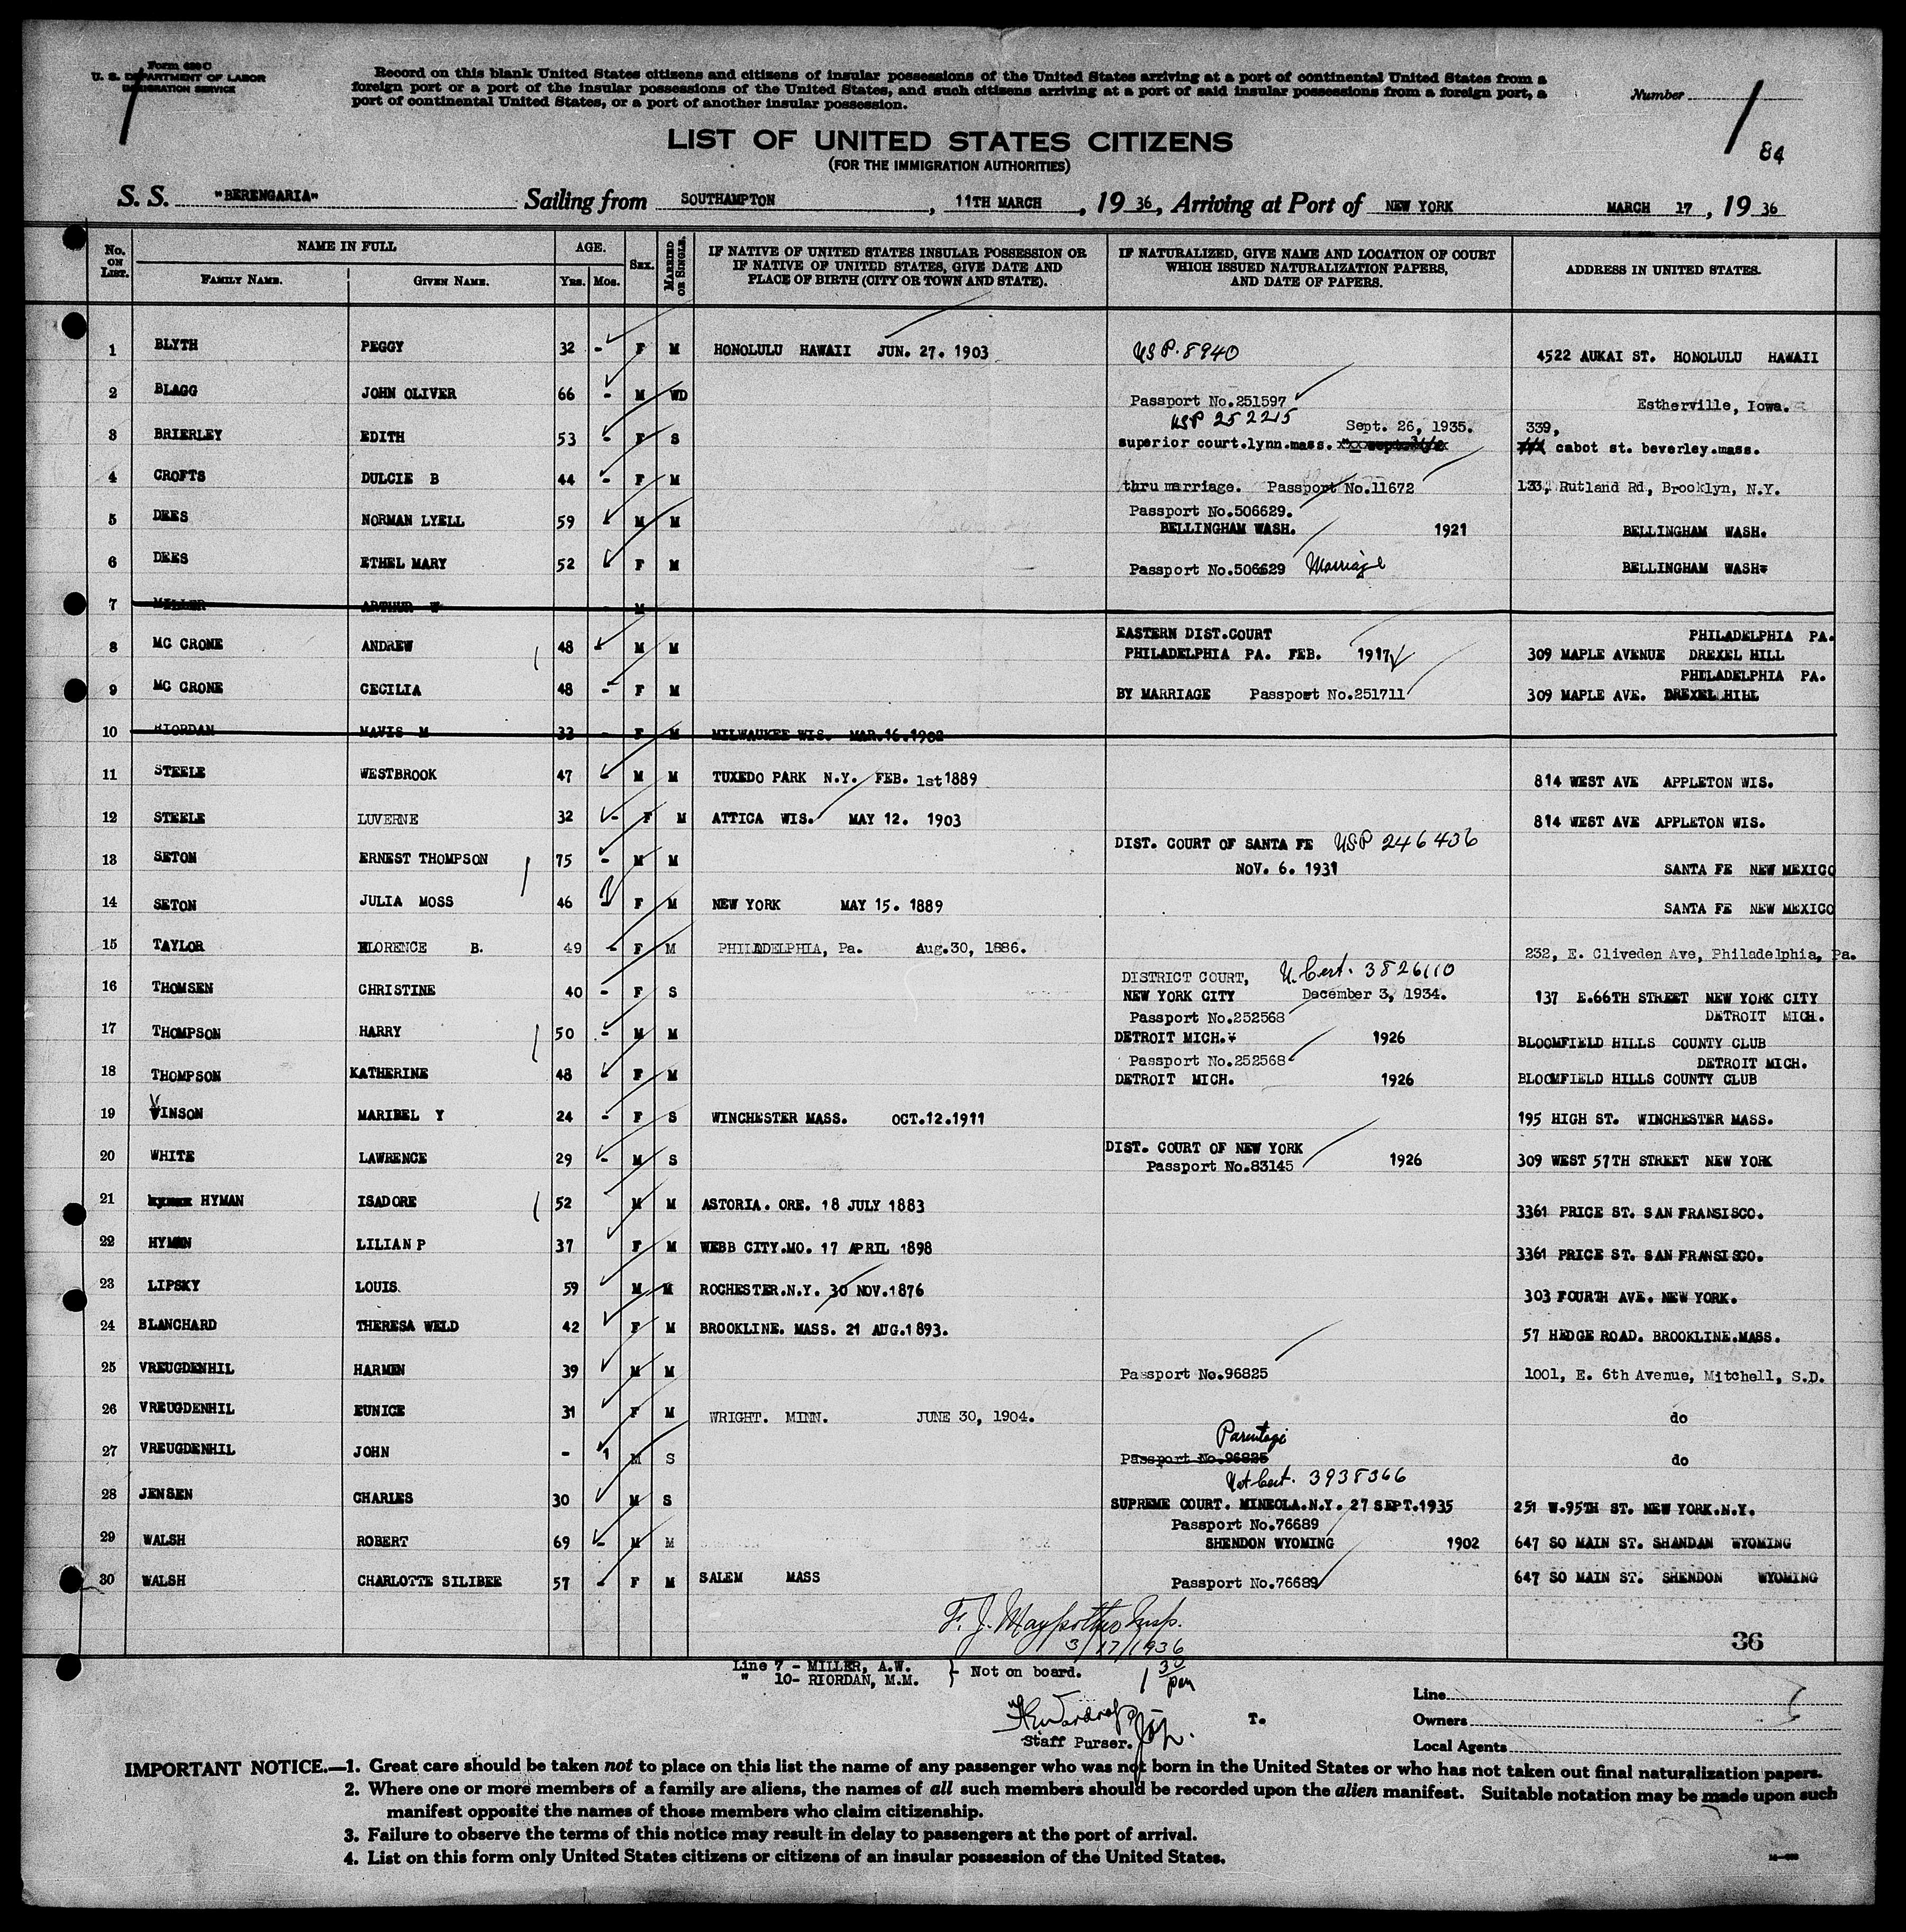 Form 630 C
U. S. DEPARTMENT OF LABOR
IMMIGRATION SERVICE
Record on this blank United States citizens and citizens of insular possessions of the United States arriving at a port of continental United States from a
foreign port or a port of the insular possessions of the United States, and such citizens arriving at a port of said insular possessions from a foreign port, a
port of continental United States, or a port of another insular possession.
Number
84
LIST OF UNITED STATES CITIZENS
(FOR THE IMMIGRATION AUTHORITIES)
S. S. "BERENGARIA" Sailing from SOUTHAMPTON, 11TH MARCH, 19 36, Arriving at Port of NEW YORK MARCH 17, 19 36
No. ON LIST. NAME IN FULL FAMILY NAME. GIVEN NAME. AGE. YRS. MOS. SEX. MARRIED OR SINGLE. IF NATIVE OF UNITED STATES INSULAR POSSESSION OR IF NATIVE OF UNITED STATES, GIVE DATE AND PLACE OF BIRTH (CITY OR TOWN AND STATE). IF NATURALIZED, GIVE NAME AND LOCATION OF COURT WHICH ISSUED NATURALIZATION PAPERS, AND DATE OF PAPERS. ADDRESS IN UNITED STATES.
1 BLYTH PEGGY 32 - F M HONOLULU HAWAII JUN. 27. 1903 USP. 8940 4522 AUKAI ST. HONOLULU HAWAII
2 BLAGG JOHN OLIVER 66 - M WD Passport No.251597 Estherville, Iowa.
USP 252215
3 BRIERLEY EDITH 53 - F S Sept. 26, 1935. 339,
superior court.lynn.mass. cabot st. beverley.mass.
4 CROFTS DULCIE B 44 - F M thru marriage. Passport No.11672 133, Rutland Rd, Brooklyn, N.Y.
Passport No.506629.
5 DEES NORMAN LYELL 59 M M BELLINGHAM WASH. 1921 BELLINGHAM WASH.
6 DEES ETHEL MARY 52 F M Passport No.506629 Marriage BELLINGHAM WASH.
7 MILLER ARTHUR W M
EASTERN DIST.COURT PHILADELPHIA PA.
8 MC CRONE ANDREW 48 M M PHILADELPHIA PA. FEB. 1917 309 MAPLE AVENUE DREXEL HILL
PHILADELPHIA PA.
9 MC CRONE CECILIA 48 - F M BY MARRIAGE Passport No.251711 309 MAPLE AVE. DREXEL HILL
10 RIORDAN MAVIS M 33 - F M MILWAUKEE WIS. MAR.16.1902
11 STEELE WESTBROOK 47 - M M TUXEDO PARK N.Y. FEB. 1st 1889 814 WEST AVE APPLETON WIS.
12 STEELE LUVERNE 32 - F M ATTICA WIS. MAY 12. 1903 814 WEST AVE APPLETON WIS.
DIST. COURT OF SANTA FE USP 246436
13 SETON ERNEST THOMPSON 75 - M M NOV. 6. 1931 SANTA FE NEW MEXICO
14 SETON JULIA MOSS 46 - F M NEW YORK MAY 15. 1889 SANTA FE NEW MEXICO
15 TAYLOR FLORENCE B. 49 - F M PHILADELPHIA, Pa. Aug.30, 1886. 232, E. Cliveden Ave, Philadelphia, Pa.
DISTRICT COURT, N. Cert. 3826110
16 THOMSEN CHRISTINE 40 - F S NEW YORK CITY December 3, 1934. 137 E.66TH STREET NEW YORK CITY
Passport No.252568 DETROIT MICH.
17 THOMPSON HARRY 50 - M M DETROIT MICH. 1926 BLOOMFIELD HILLS COUNTY CLUB
Passport No.252568 DETROIT MICH.
18 THOMPSON KATHERINE 48 - F M DETROIT MICH. 1926 BLOOMFIELD HILLS COUNTY CLUB
19 VINSON MARIBEL Y 24 - F S WINCHESTER MASS. OCT.12.1911 195 HIGH ST. WINCHESTER MASS.
DIST. COURT OF NEW YORK
20 WHITE LAWRENCE 29 - M S Passport No.83145 1926 309 WEST 57TH STREET NEW YORK
21 HYMAN ISADORE 52 M M ASTORIA. ORE. 18 JULY 1883 3361 PRICE ST. SAN FRANSISCO.
22 HYMAN LILIAN P 37 F M WEBB CITY.MO. 17 APRIL 1898 3361 PRICE ST. SAN FRANSISCO.
23 LIPSKY LOUIS. 59 M M ROCHESTER.N.Y. 30 NOV.1876 303 FOURTH AVE. NEW YORK.
24 BLANCHARD THERESA WELD 42 F M BROOKLINE. MASS. 21 AUG.1893. 57 HEDGE ROAD. BROOKLINE.MASS.
25 VREUGDENHIL HARMEN 39 M M Passport No.96825 1001, E. 6th Avenue, Mitchell, S.D.
26 VREUGDENHIL EUNICE 31 F M WRIGHT. MINN. JUNE 30, 1904. do
Parentage
27 VREUGDENHIL JOHN - 1 M S Passport No.96825 do
Nat Cert. 3938366
28 JENSEN CHARLES 30 M S SUPREME COURT. MINEOLA.N.Y. 27 SEPT.1935 251 W.95TH ST. NEW YORK.N.Y.
Passport No.76689
29 WALSH ROBERT 69 - M M SHENDON WYOMING 1902 647 SO MAIN ST. SHANDAN WYOMING
30 WALSH CHARLOTTE SILIBEE 57 - F M SALEM MASS Passport No.76689 647 SO MAIN ST. SHENDON WYOMING
F. J. Insp.
3/17/1936
36
Line 7 - MILLER, A.W. } Not on board.
" 10- RIORDAN, M.M.
1 30 pm
Staff Purser.
T.
Line
Owners
Local Agents
IMPORTANT NOTICE.—1. Great care should be taken not to place on this list the name of any passenger who was not born in the United States or who has not taken out final naturalization papers.
2. Where one or more members of a family are aliens, the names of all such members should be recorded upon the alien manifest. Suitable notation may be made upon such
manifest opposite the names of those members who claim citizenship.
3. Failure to observe the terms of this notice may result in delay to passengers at the port of arrival.
4. List on this form only United States citizens or citizens of an insular possession of the United States.